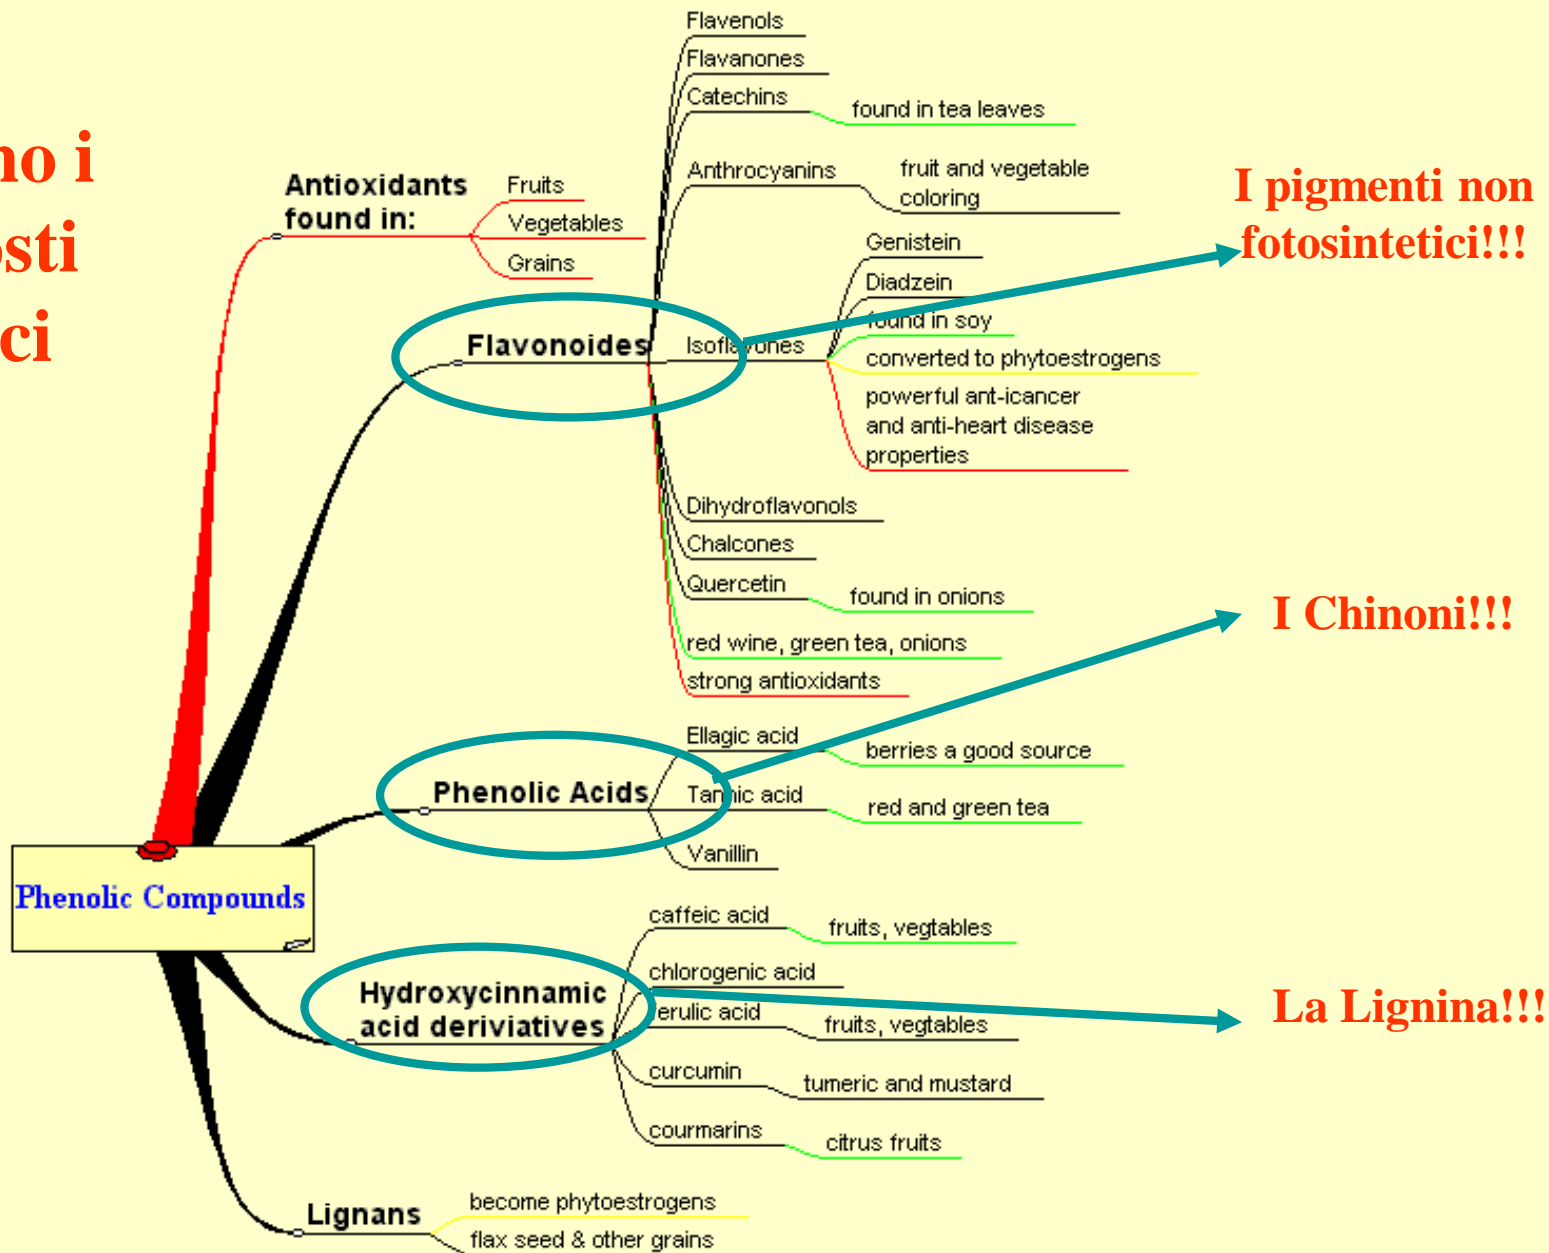 no i
sti
ci
Antioxidants
found in:
Fruits
Vegetables
Grains
Flavonoides
Flavenols
Flavanones
Catechins
found in tea leaves
Anthrocyanins
fruit and vegetable
coloring
Isoflavones
Genistein
Diadzein
found in soy
converted to phytoestrogens
powerful ant-icancer
and anti-heart disease
properties
Dihydroflavonols
Chalcones
Quercetin
found in onions
red wine, green tea, onions
strong antioxidants
I pigmenti non
fotosintetici!!!
Phenolic Acids
Ellagic acid
berries a good source
Tannic acid
red and green tea
Vanillin
I Chinoni!!!
Phenolic Compounds
Hydroxycinnamic
acid deriviatives
caffeic acid
fruits, vegtables
chlorogenic acid
ferulic acid
fruits, vegtables
curcumin
tumeric and mustard
courmarins
citrus fruits
La Lignina!!!
Lignans
become phytoestrogens
flax seed & other grains